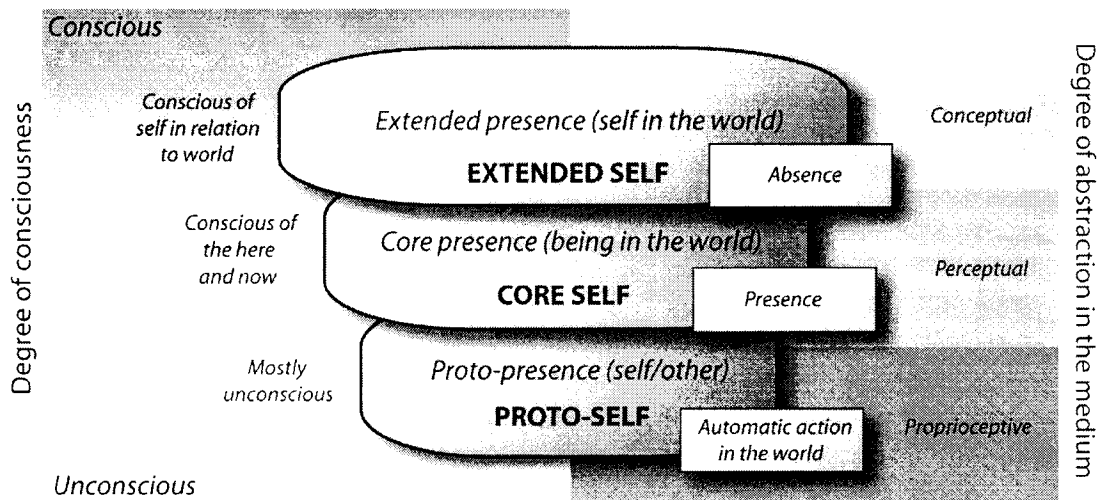 Conscious
Degree of consciousness
Conscious of
self in relation
to world
Extended presence (self in the world)
EXTENDED SELF
Absence
Conceptual
Degree of abstraction in the medium
Conscious of
the here
and now
Core presence (being in the world)
CORE SELF
Presence
Perceptual
Mostly
unconscious
Proto-presence (self/other)
PROTO-SELF
Automatic action
in the world
Proprioceptive
Unconscious